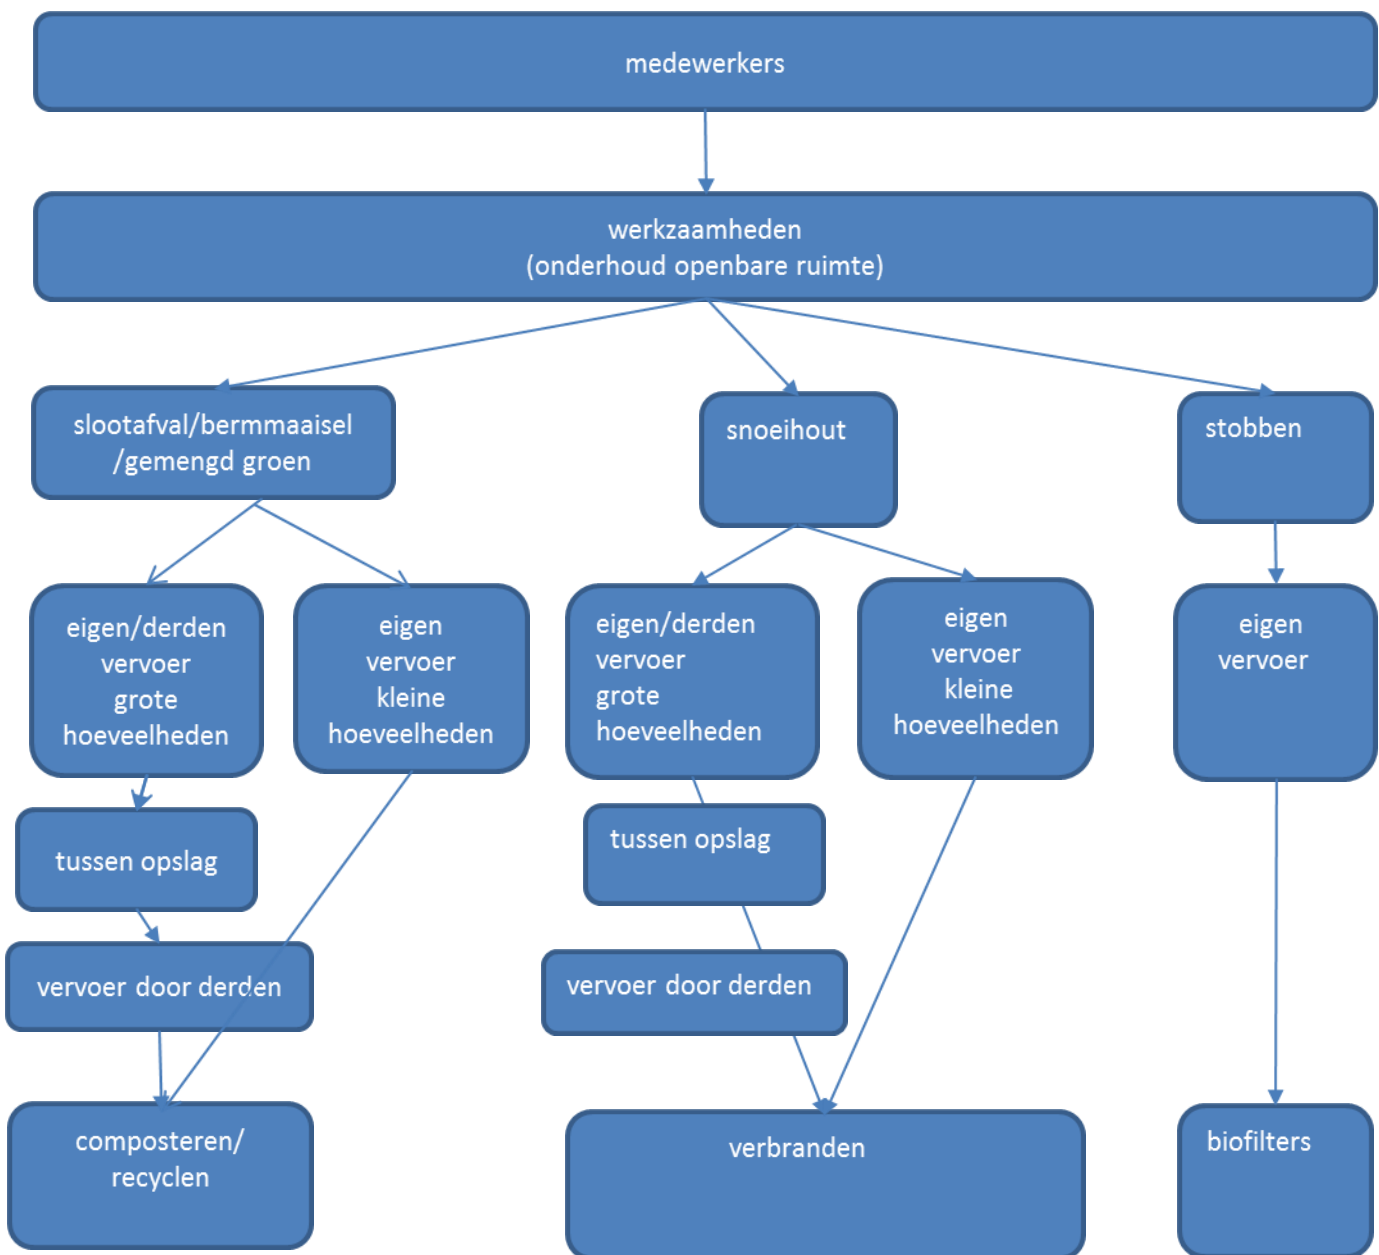 medewerkers
werkzaamheden
(onderhoud openbare ruimte)
slootafval/bermmaaisel
/gemengd groen
snoeihout
stobben
eigen/derden
vervoer
grote
hoeveelheden
eigen
vervoer
kleine
hoeveelheden
eigen/derden
vervoer
grote
hoeveelheden
eigen
vervoer
kleine
hoeveelheden
eigen
vervoer
tussen opslag
tussen opslag
vervoer door derden
vervoer door derden
composteren/
recyclen
verbranden
biofilters